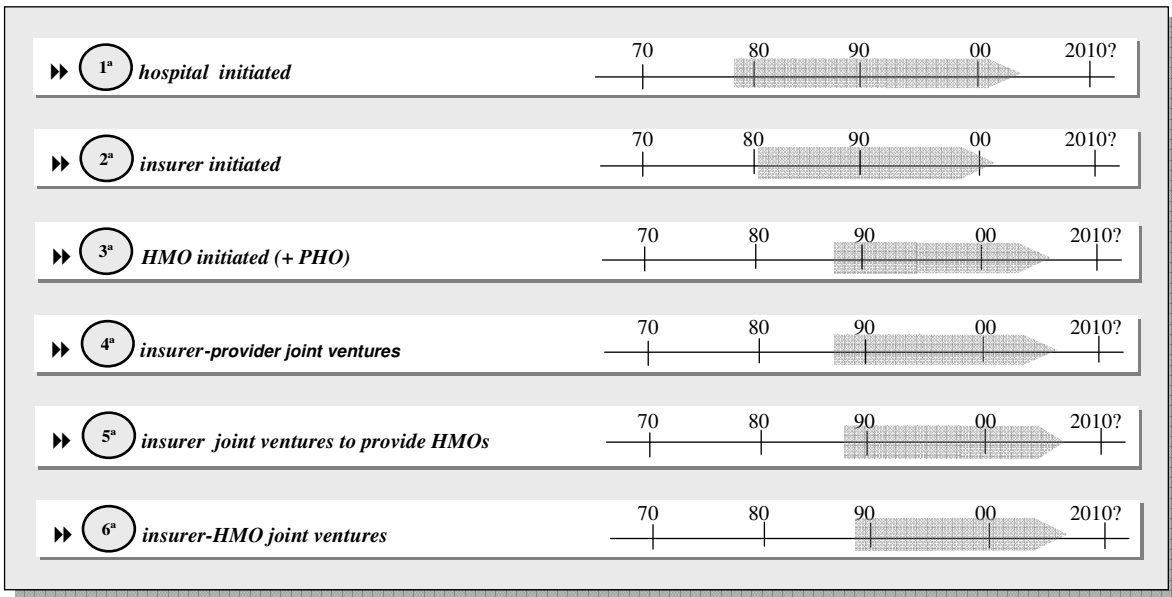 1ª hospital initiated 70 80 90 00 2010?
2ª insurer initiated 70 80 90 00 2010?
3ª HMO initiated (+ PHO) 70 80 90 00 2010?
4ª insurer-provider joint ventures 70 80 90 00 2010?
5ª insurer joint ventures to provide HMOs 70 80 90 00 2010?
6ª insurer-HMO joint ventures 70 80 90 00 2010?